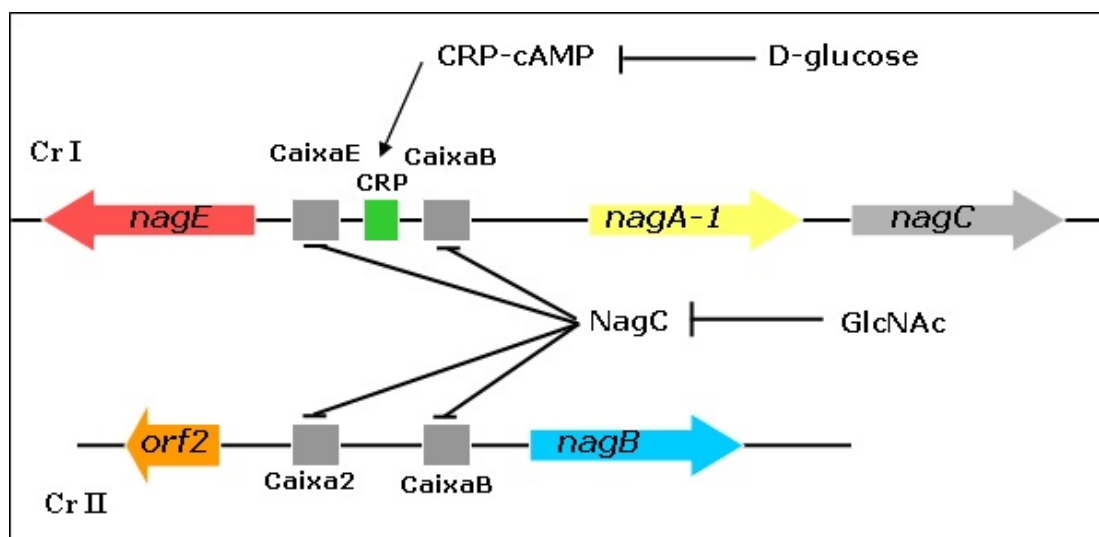 CRP-cAMP D-glucose
Cr I
CaixaE CaixaB
CRP
nagE nagA-1 nagC
NagC GlcNAc
orf2 nagB
Caixa2 CaixaB
Cr II